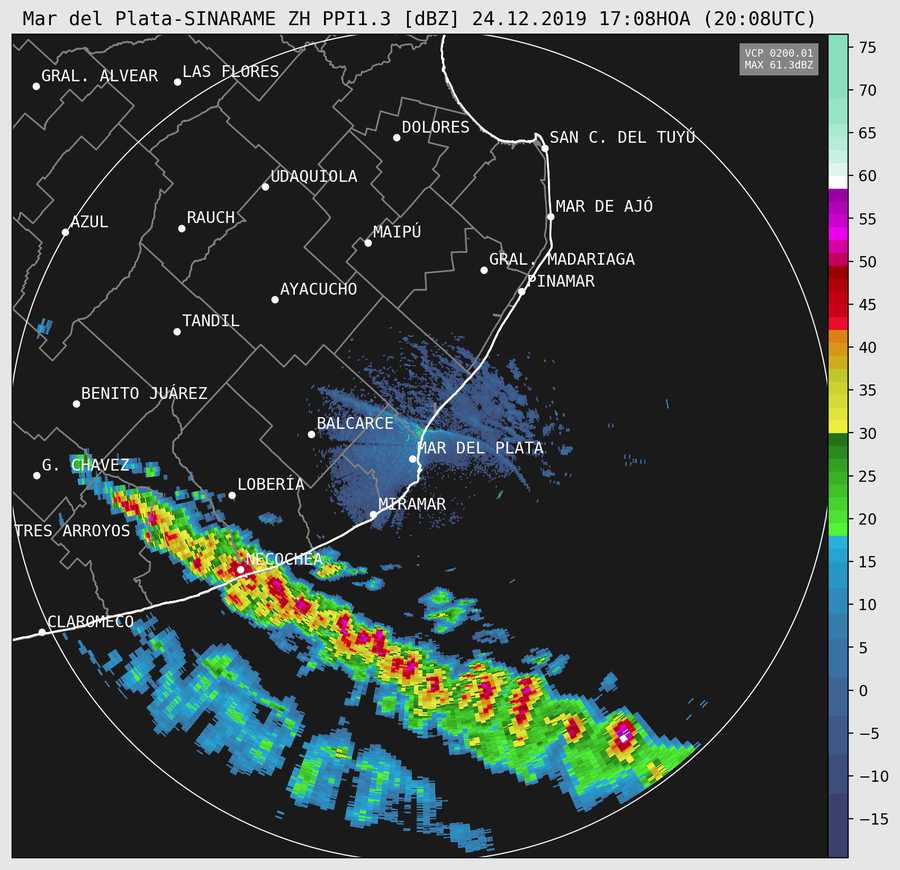 Mar del Plata-SINARAME ZH PPI1.3 [dBZ] 24.12.2019 17:08HOA (20:08UTC)
VCP 0200.01
MAX 61.3dBZ
GRAL. ALVEAR
LAS FLORES
DOLORES
SAN C. DEL TUYÚ
UDAQUIOLA
AZUL
RAUCH
MAIPÚ
MAR DE AJÓ
GRAL. MADARIAGA
PINAMAR
AYACUCHO
TANDIL
BENITO JUÁREZ
BALCARCE
MAR DEL PLATA
G. CHAVEZ
LOBERÍA
MIRAMAR
TRES ARROYOS
NECOCHEA
CLAROMECO
75
70
65
60
55
50
45
40
35
30
25
20
15
10
5
0
−5
−10
−15